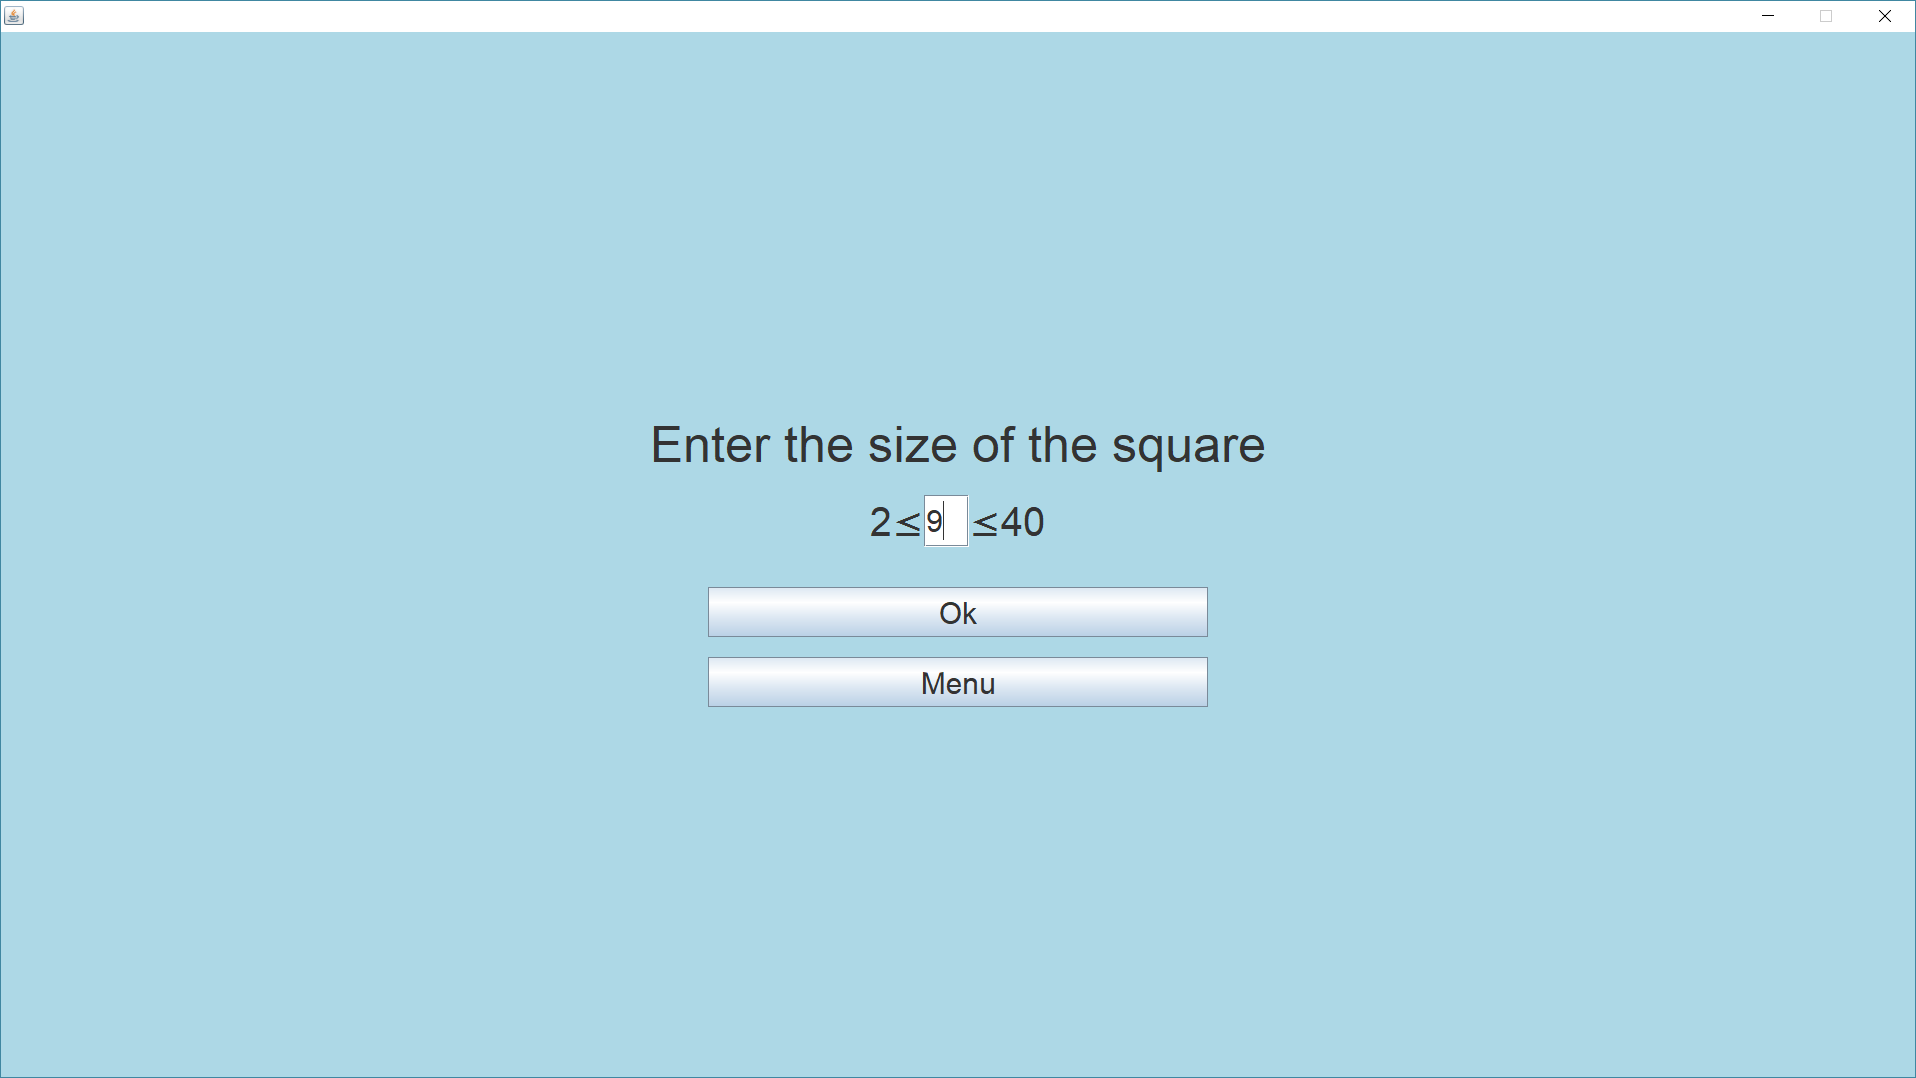 Enter the size of the square
2≤9 ≤40
Ok
Menu